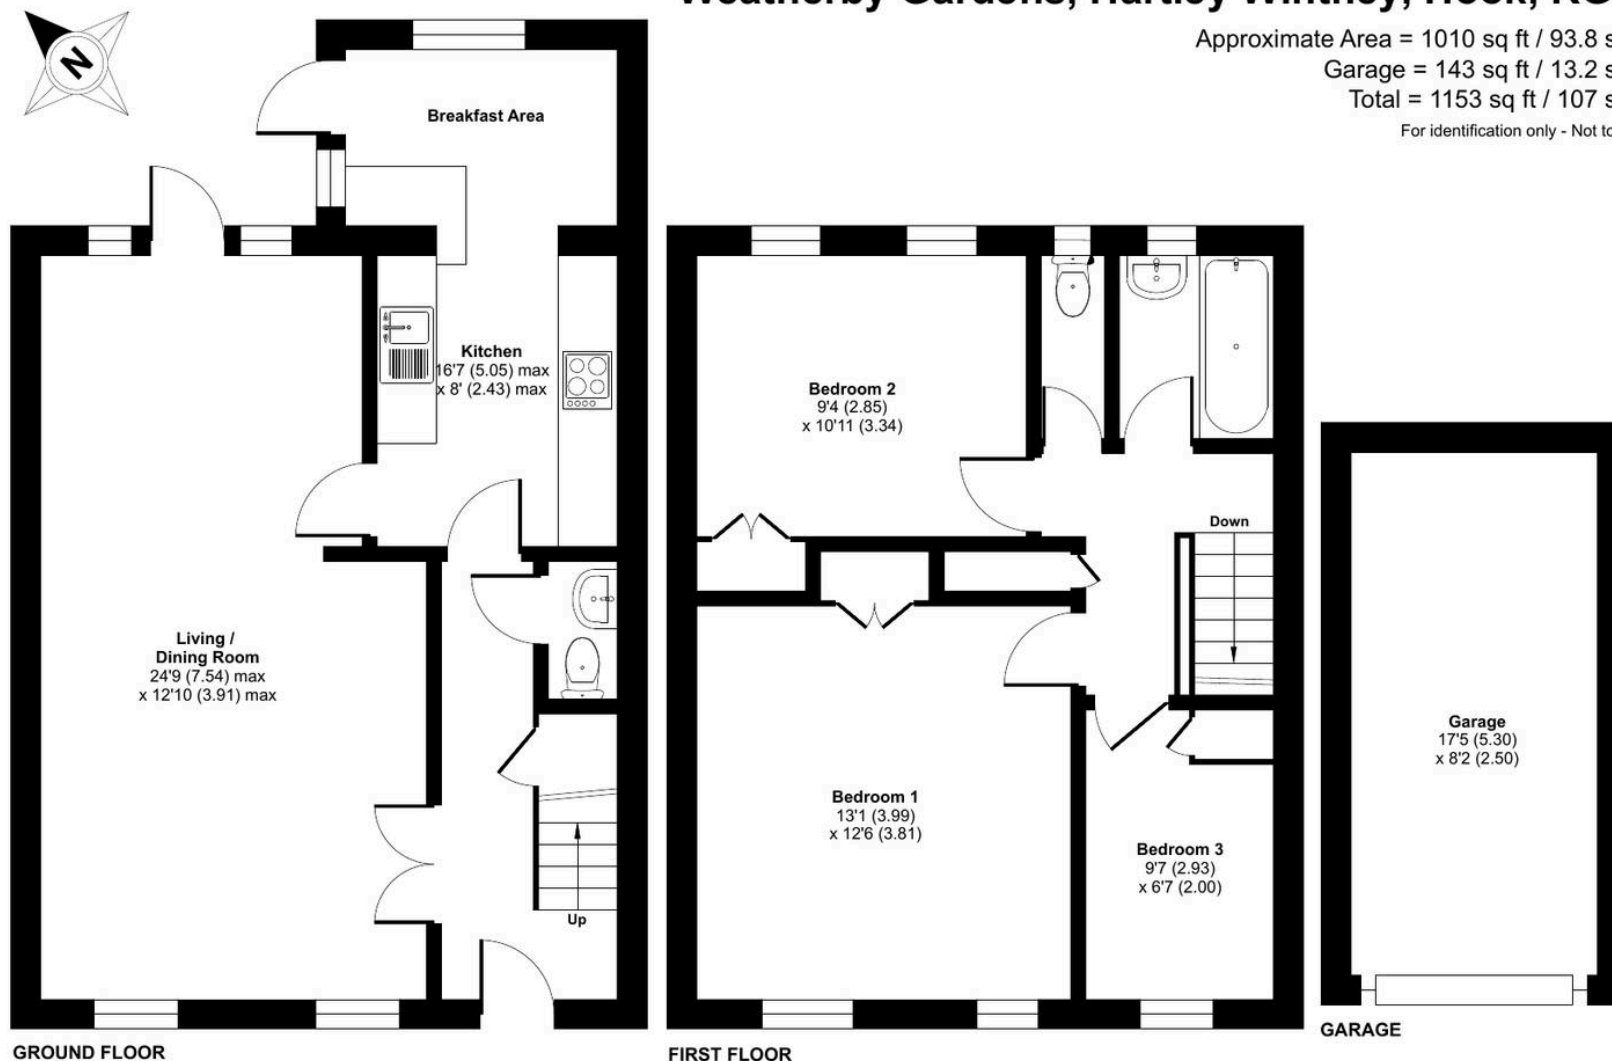 Approximate Area = 1010 sq ft / 93.8 s
Garage = 143 sq ft / 13.2 s
Total = 1153 sq ft / 107 s
For identification only - Not to
N
Breakfast Area
Kitchen
16'7 (5.05) max
x 8' (2.43) max
Living /
Dining Room
24'9 (7.54) max
x 12'10 (3.91) max
Up
GROUND FLOOR
Bedroom 2
9'4 (2.85)
x 10'11 (3.34)
Down
Bedroom 1
13'1 (3.99)
x 12'6 (3.81)
Bedroom 3
9'7 (2.93)
x 6'7 (2.00)
FIRST FLOOR
Garage
17'5 (5.30)
x 8'2 (2.50)
GARAGE